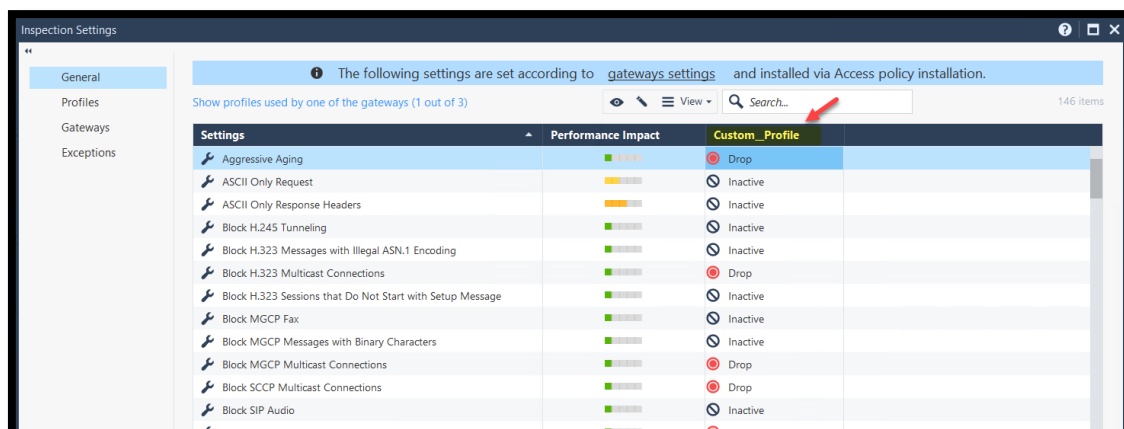 Inspection Settings
General
Profiles
Gateways
Exceptions
The following settings are set according to gateways settings and installed via Access policy installation.
Show profiles used by one of the gateways (1 out of 3)
View
Search...
146 items
Settings Performance Impact Custom_Profile
Aggressive Aging Drop
ASCII Only Request Inactive
ASCII Only Response Headers Inactive
Block H.245 Tunneling Inactive
Block H.323 Messages with Illegal ASN.1 Encoding Inactive
Block H.323 Multicast Connections Drop
Block H.323 Sessions that Do Not Start with Setup Message Inactive
Block MGCP Fax Inactive
Block MGCP Messages with Binary Characters Inactive
Block MGCP Multicast Connections Drop
Block SCCP Multicast Connections Drop
Block SIP Audio Inactive